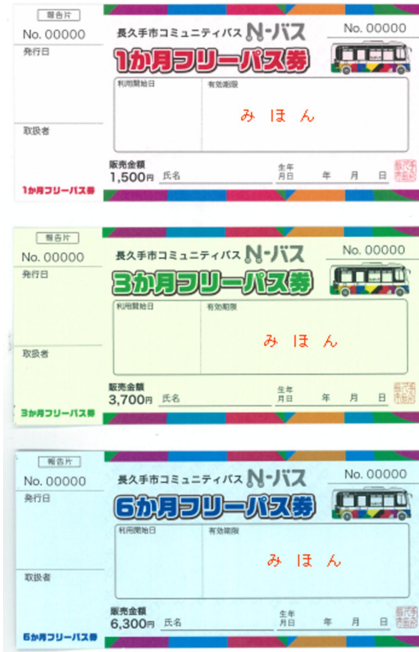 報告片
No. 00000
発行日
取扱者
1か月フリーパス券
長久手市コミュニティバス N-バス
No. 00000
1か月フリーパス券
利用開始日
有効期限
みほん
販売金額
1,500円
氏名
生年月日
年 月 日
報告片
No. 00000
発行日
取扱者
3か月フリーパス券
長久手市コミュニティバス N-バス
No. 00000
3か月フリーパス券
利用開始日
有効期限
みほん
販売金額
3,700円
氏名
生年月日
年 月 日
報告片
No. 00000
発行日
取扱者
6か月フリーパス券
長久手市コミュニティバス N-バス
No. 00000
6か月フリーパス券
利用開始日
有効期限
みほん
販売金額
6,300円
氏名
生年月日
年 月 日